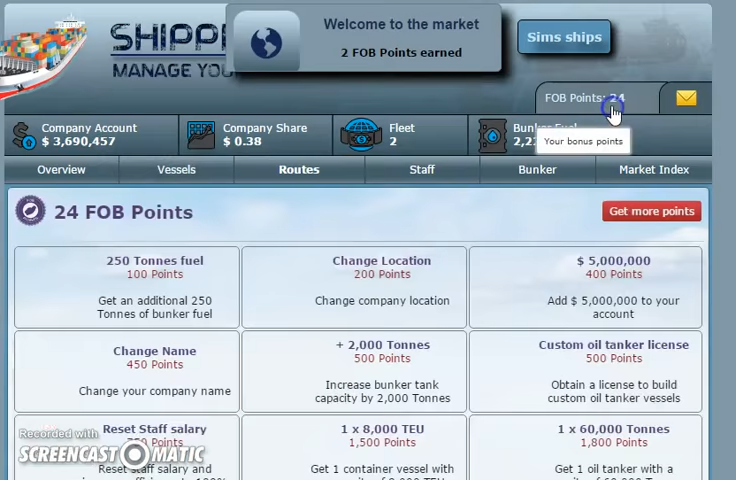 SHIPPI
MANAGE YOU
Welcome to the market
2 FOB Points earned
Sims ships
FOB Points: 24
Company Account
$ 3,690,457
Company Share
$ 0.38
Fleet
2
Bunker Fuel
Your bonus points
Overview
Vessels
Routes
Staff
Bunker
Market Index
24 FOB Points
Get more points
250 Tonnes fuel
100 Points
Get an additional 250
Tonnes of bunker fuel
Change Location
200 Points
Change company location
$ 5,000,000
400 Points
Add $ 5,000,000 to your
account
Change Name
450 Points
Change your company name
+ 2,000 Tonnes
500 Points
Increase bunker tank
capacity by 2,000 Tonnes
Custom oil tanker license
500 Points
Obtain a license to build
custom oil tanker vessels
Reset Staff salary
Points
Reset staff salary and
1 x 8,000 TEU
1,500 Points
Get 1 container vessel with
1 x 60,000 Tonnes
1,800 Points
Get 1 oil tanker with a
Recorded with
SCREENCAST MATIC